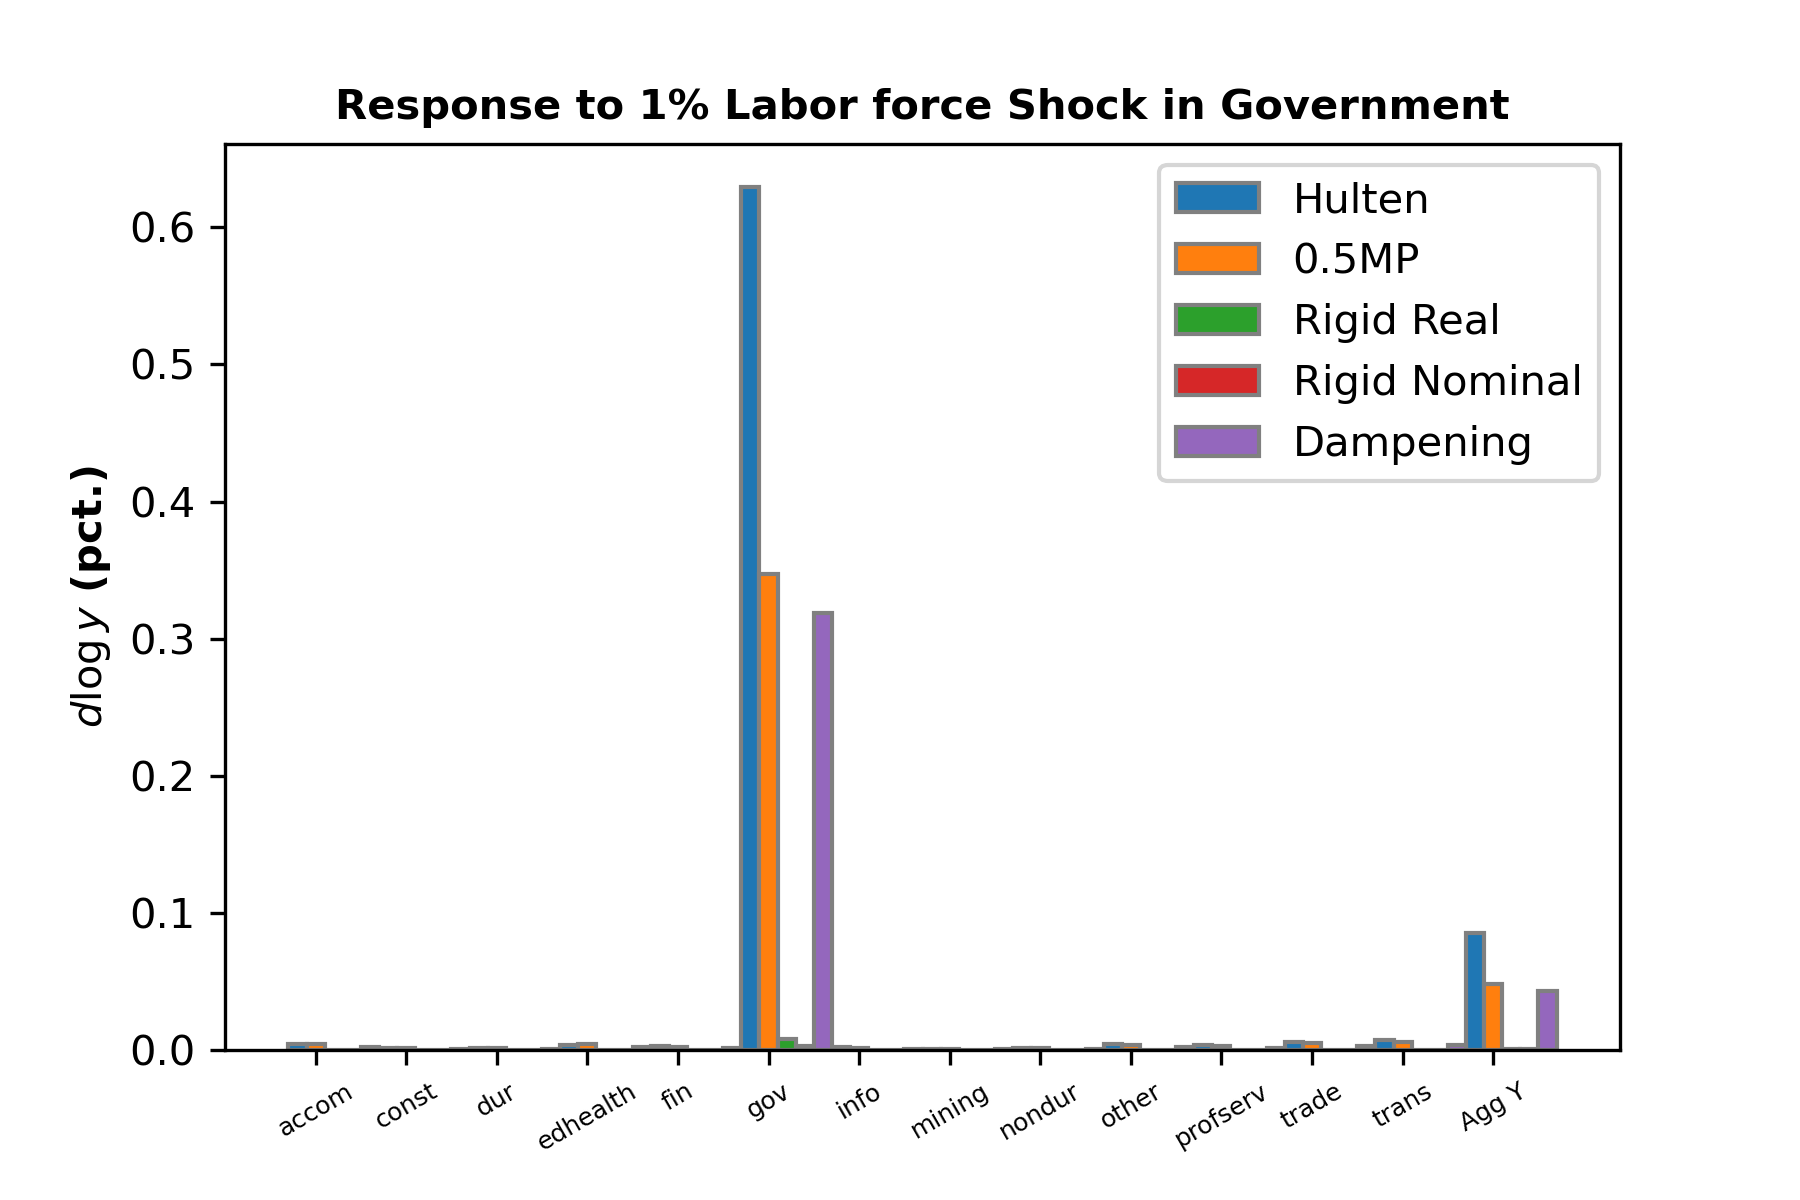 Response to 1% Labor force Shock in Government
Hulten
0.5MP
Rigid Real
Rigid Nominal
Dampening
dlog y (pct.)
0.6
0.5
0.4
0.3
0.2
0.1
0.0
accom const dur edhealth fin gov info mining nondur other profserv trade trans Agg Y